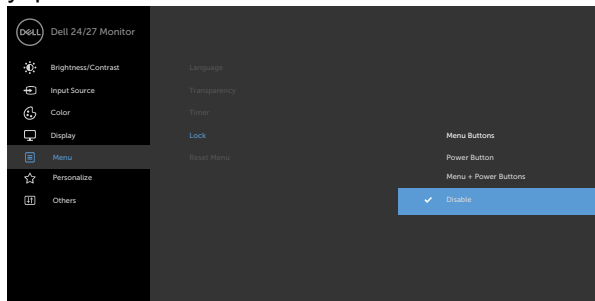 DELL Dell 24/27 Monitor
Brightness/Contrast
Input Source
Color
Display
Menu
Personalize
Others
Language
Transparency
Timer
Lock
Reset Menu
Menu Buttons
Power Button
Menu + Power Buttons
Disable